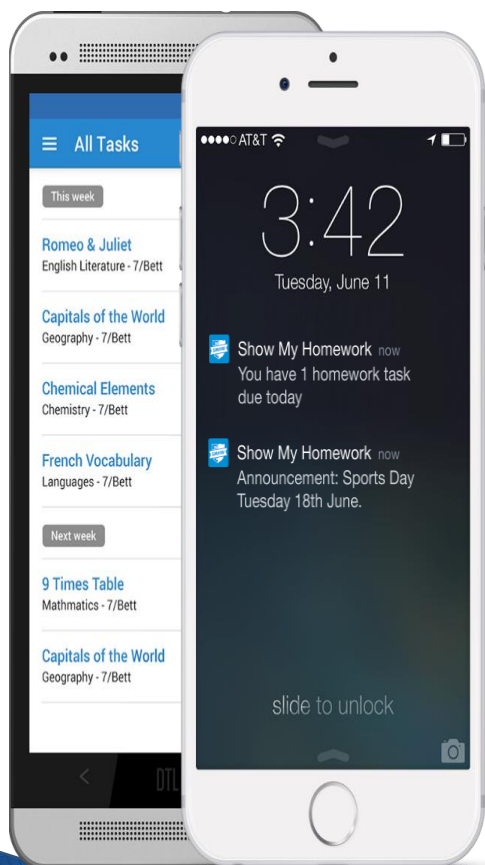 All Tasks
This week
Romeo & Juliet
English Literature - 7/Bett
Capitals of the World
Geography - 7/Bett
Chemical Elements
Chemistry - 7/Bett
French Vocabulary
Languages - 7/Bett
Next week
9 Times Table
Mathmatics - 7/Bett
Capitals of the World
Geography - 7/Bett
AT&T
3:42
Tuesday, June 11
Show My Homework now
You have 1 homework task
due today
Show My Homework now
Announcement: Sports Day
Tuesday 18th June.
slide to unlock